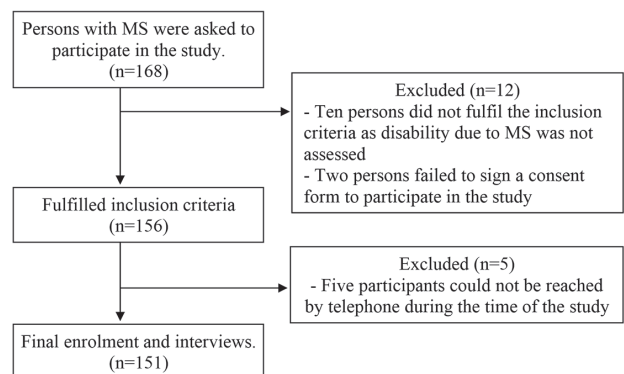 Persons with MS were asked to
participate in the study.
(n=168)
Excluded (n=12)
- Ten persons did not fulfil the inclusion
criteria as disability due to MS was not
assessed
- Two persons failed to sign a consent
form to participate in the study
Fulfilled inclusion criteria
(n=156)
Excluded (n=5)
- Five participants could not be reached
by telephone during the time of the study
Final enrolment and interviews.
(n=151)